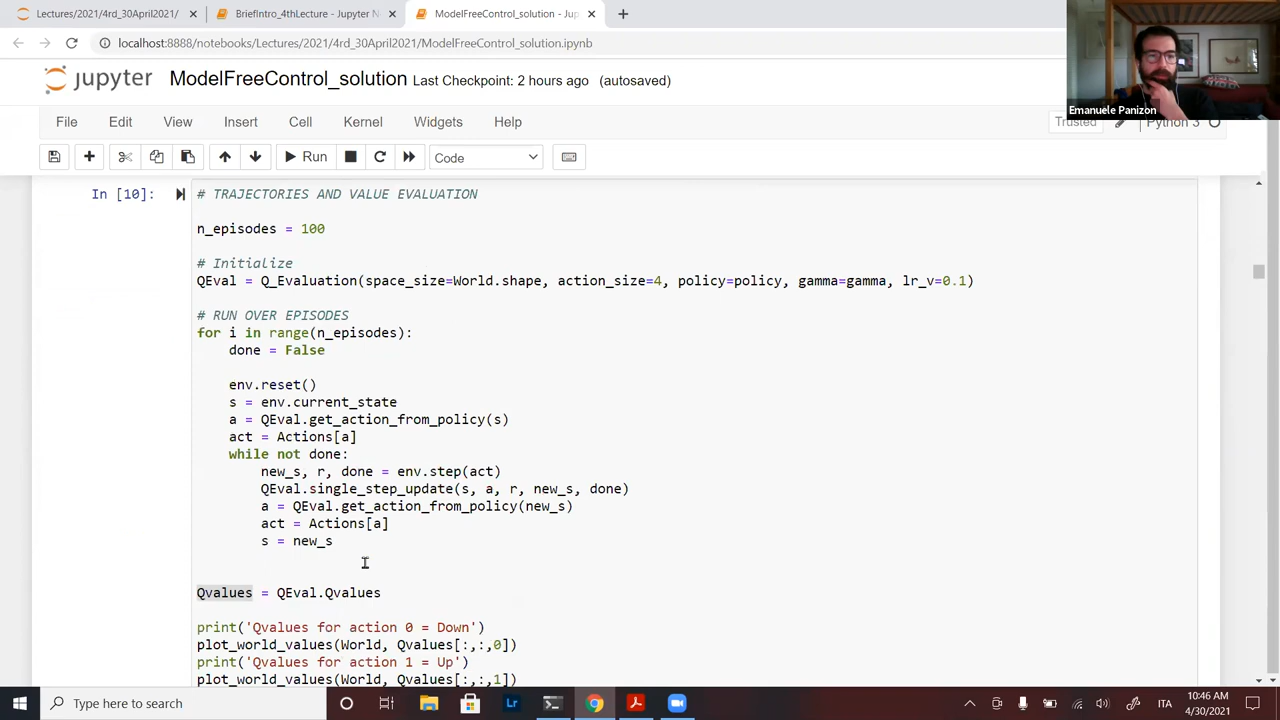 Lectures/2021/4rd_30April2021/
BriefIntro_4thLecture - Jupyter N
ModelFreeControl_solution - Jup
localhost:8888/notebooks/Lectures/2021/4rd_30April2021/ModelFreeControl_solution.ipynb
jupyter ModelFreeControl_solution Last Checkpoint: 2 hours ago (autosaved)
Emanuele Panizon
File Edit View Insert Cell Kernel Widgets Help Trusted Python 3
Run Code
In [10]: # TRAJECTORIES AND VALUE EVALUATION
n_episodes = 100
# Initialize
QEval = Q_Evaluation(space_size=World.shape, action_size=4, policy=policy, gamma=gamma, lr_v=0.1)
# RUN OVER EPISODES
for i in range(n_episodes):
done = False
env.reset()
s = env.current_state
a = QEval.get_action_from_policy(s)
act = Actions[a]
while not done:
new_s, r, done = env.step(act)
QEval.single_step_update(s, a, r, new_s, done)
a = QEval.get_action_from_policy(new_s)
act = Actions[a]
s = new_s
Qvalues = QEval.Qvalues
print('Qvalues for action 0 = Down')
plot_world_values(World, Qvalues[:,:,0])
print('Qvalues for action 1 = Up')
plot_world_values(World, Qvalues[:,:,1])
Type here to search
ITA
10:46 AM
4/30/2021